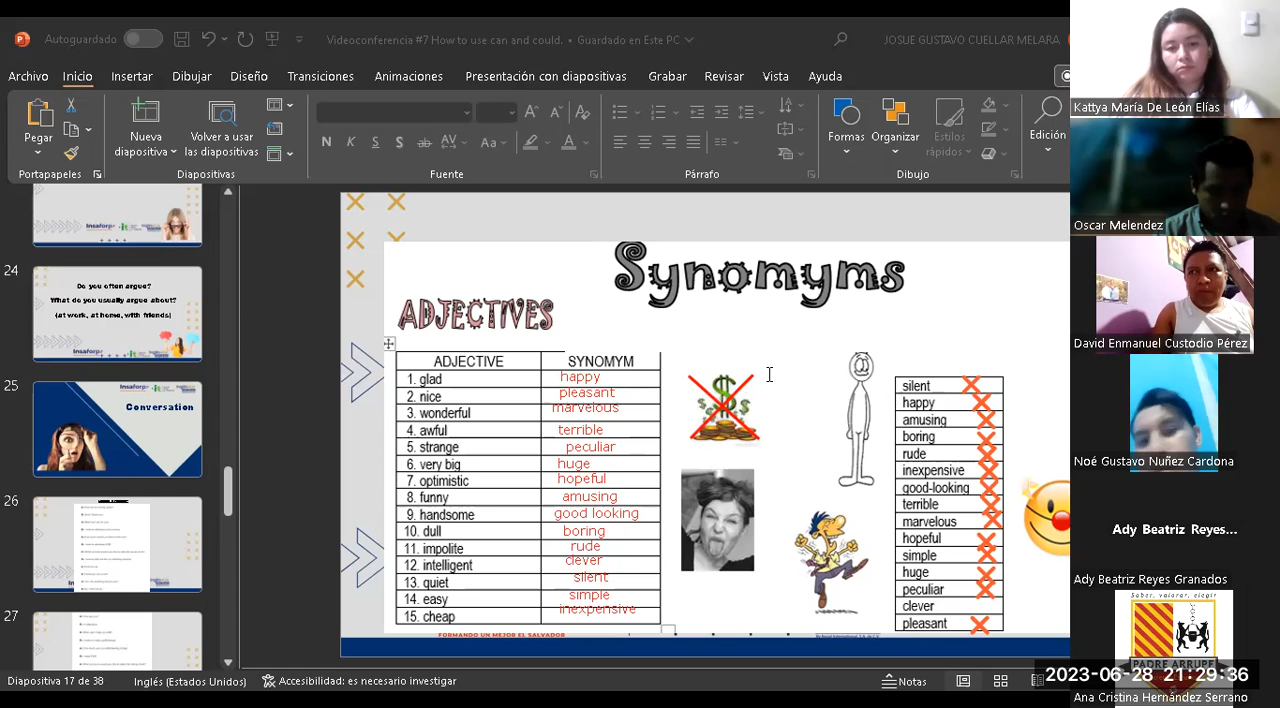 Autoguardado
Videoconferencia #7 How to use can and could. • Guardado en Este PC
JOSUE GUSTAVO CUELLAR MELARA
Archivo Inicio Insertar Dibujar Diseño Transiciones Animaciones Presentación con diapositivas Grabar Revisar Vista Ayuda
Pegar
Nueva diapositiva
Volver a usar las diapositivas
Formas
Organizar
Estilos rápidos
Edición
Portapapeles
Diapositivas
Fuente
Párrafo
Dibujo
Insaforp
24
Do you often argue?
What do you usually argue about?
(at work, at home, with friends)
Insaforp
25
Conversation
26
27
Synomyms
ADJECTIVES
ADJECTIVE SYNOMYM
1. glad happy
2. nice pleasant
3. wonderful marvelous
4. awful terrible
5. strange peculiar
6. very big huge
7. optimistic hopeful
8. funny amusing
9. handsome good looking
10. dull boring
11. impolite rude
12. intelligent clever
13. quiet silent
14. easy simple
15. cheap inexpensive
silent
happy
amusing
boring
rude
inexpensive
good-looking
terrible
marvelous
hopeful
simple
huge
peculiar
clever
pleasant
FORMANDO UN MEJOR EL SALVADOR
Diapositiva 17 de 38
Inglés (Estados Unidos)
Accesibilidad: es necesario investigar
Notas
Kattya María De León Elías
Oscar Melendez
David Enmanuel Custodio Pérez
Noé Gustavo Nuñez Cardona
Ady Beatriz Reyes...
Ady Beatriz Reyes Granados
Saber, valorar, elegir
PADRE ARRUPE
2023-06-28 21:29:36
Ana Cristina Hernández Serrano